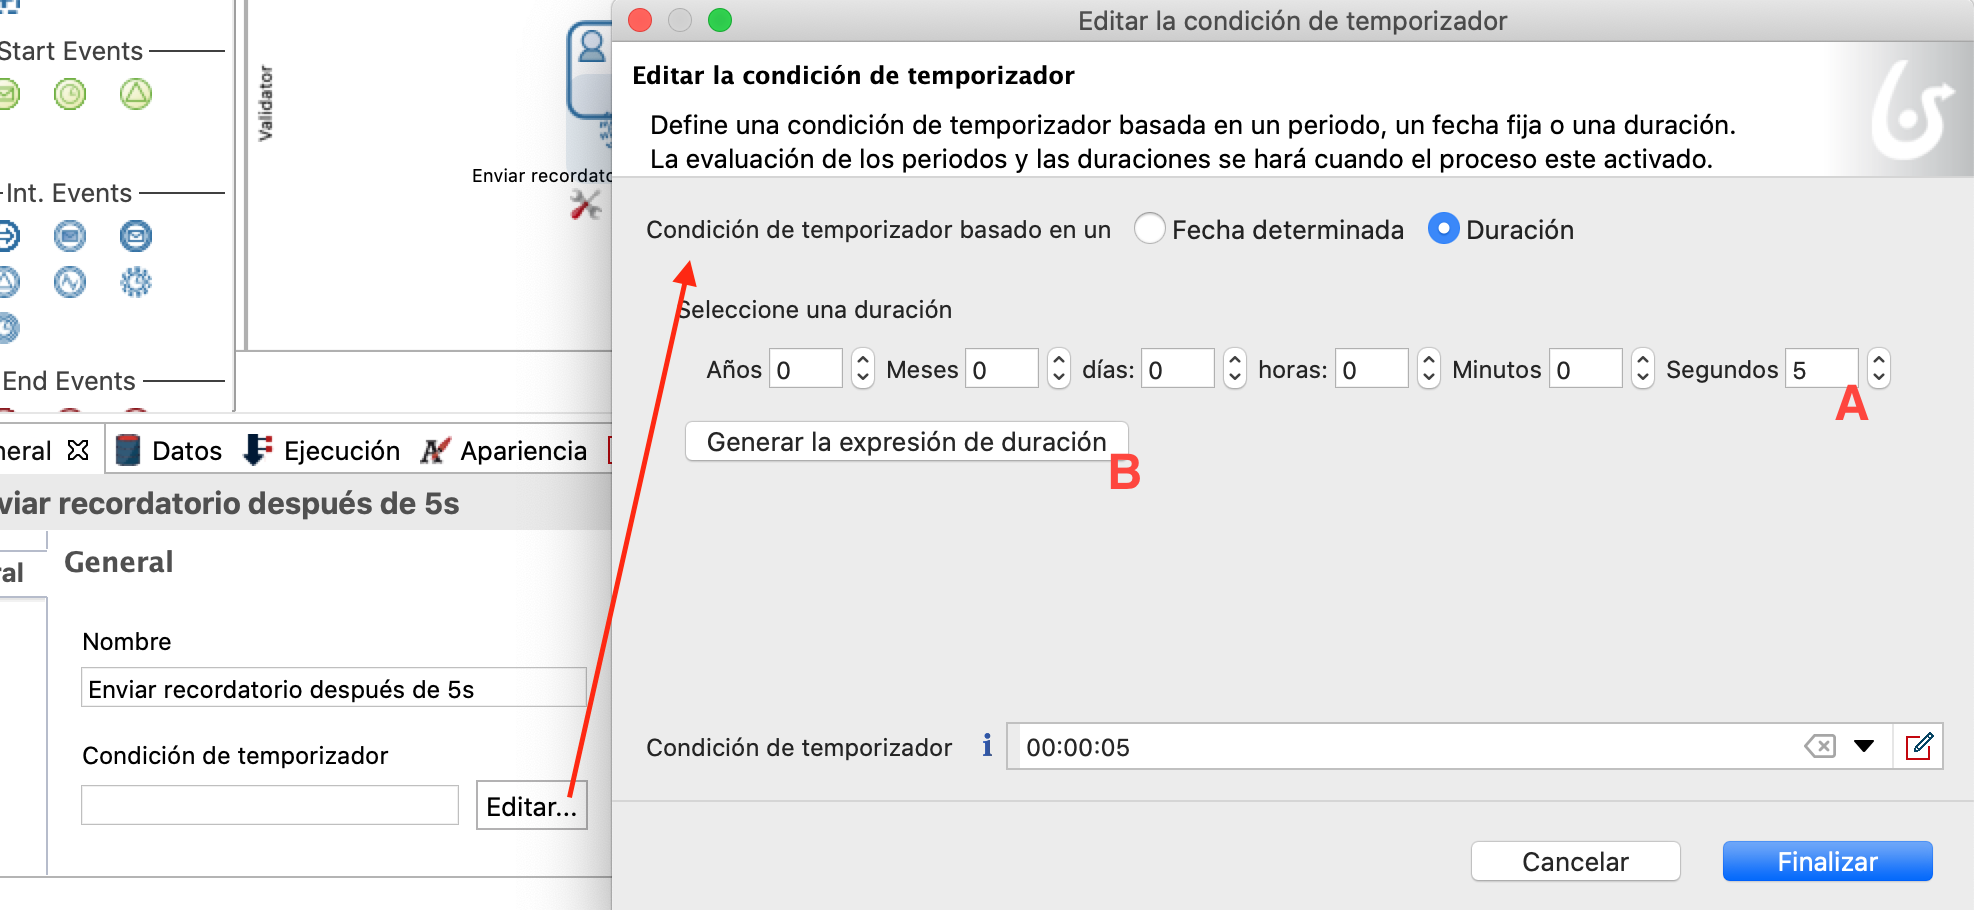 Start Events
Int. Events
End Events
Validator
Enviar recordato
neral
Datos
Ejecución
Apariencia
viar recordatorio después de 5s
al
General
Nombre
Enviar recordatorio después de 5s
Condición de temporizador
Editar...
Editar la condición de temporizador
Editar la condición de temporizador
Define una condición de temporizador basada en un periodo, un fecha fija o una duración.
La evaluación de los periodos y las duraciones se hará cuando el proceso este activado.
Condición de temporizador basado en un Fecha determinada Duración
Seleccione una duración
Años 0 Meses 0 días: 0 horas: 0 Minutos 0 Segundos 5
A
Generar la expresión de duración
B
Condición de temporizador i 00:00:05
Cancelar Finalizar